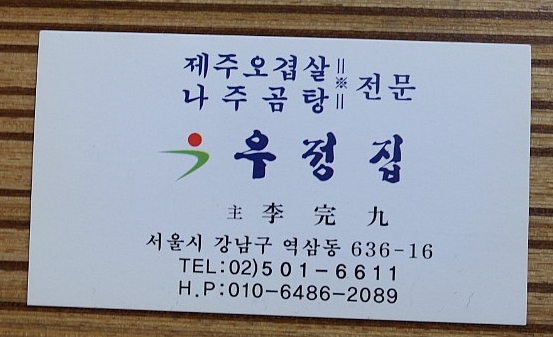 제주오겹살 ∥
※ 전문
나주곰탕 ∥
우정집
主 李完九
서울시 강남구 역삼동 636-16
TEL:02)501-6611
H.P:010-6486-2089